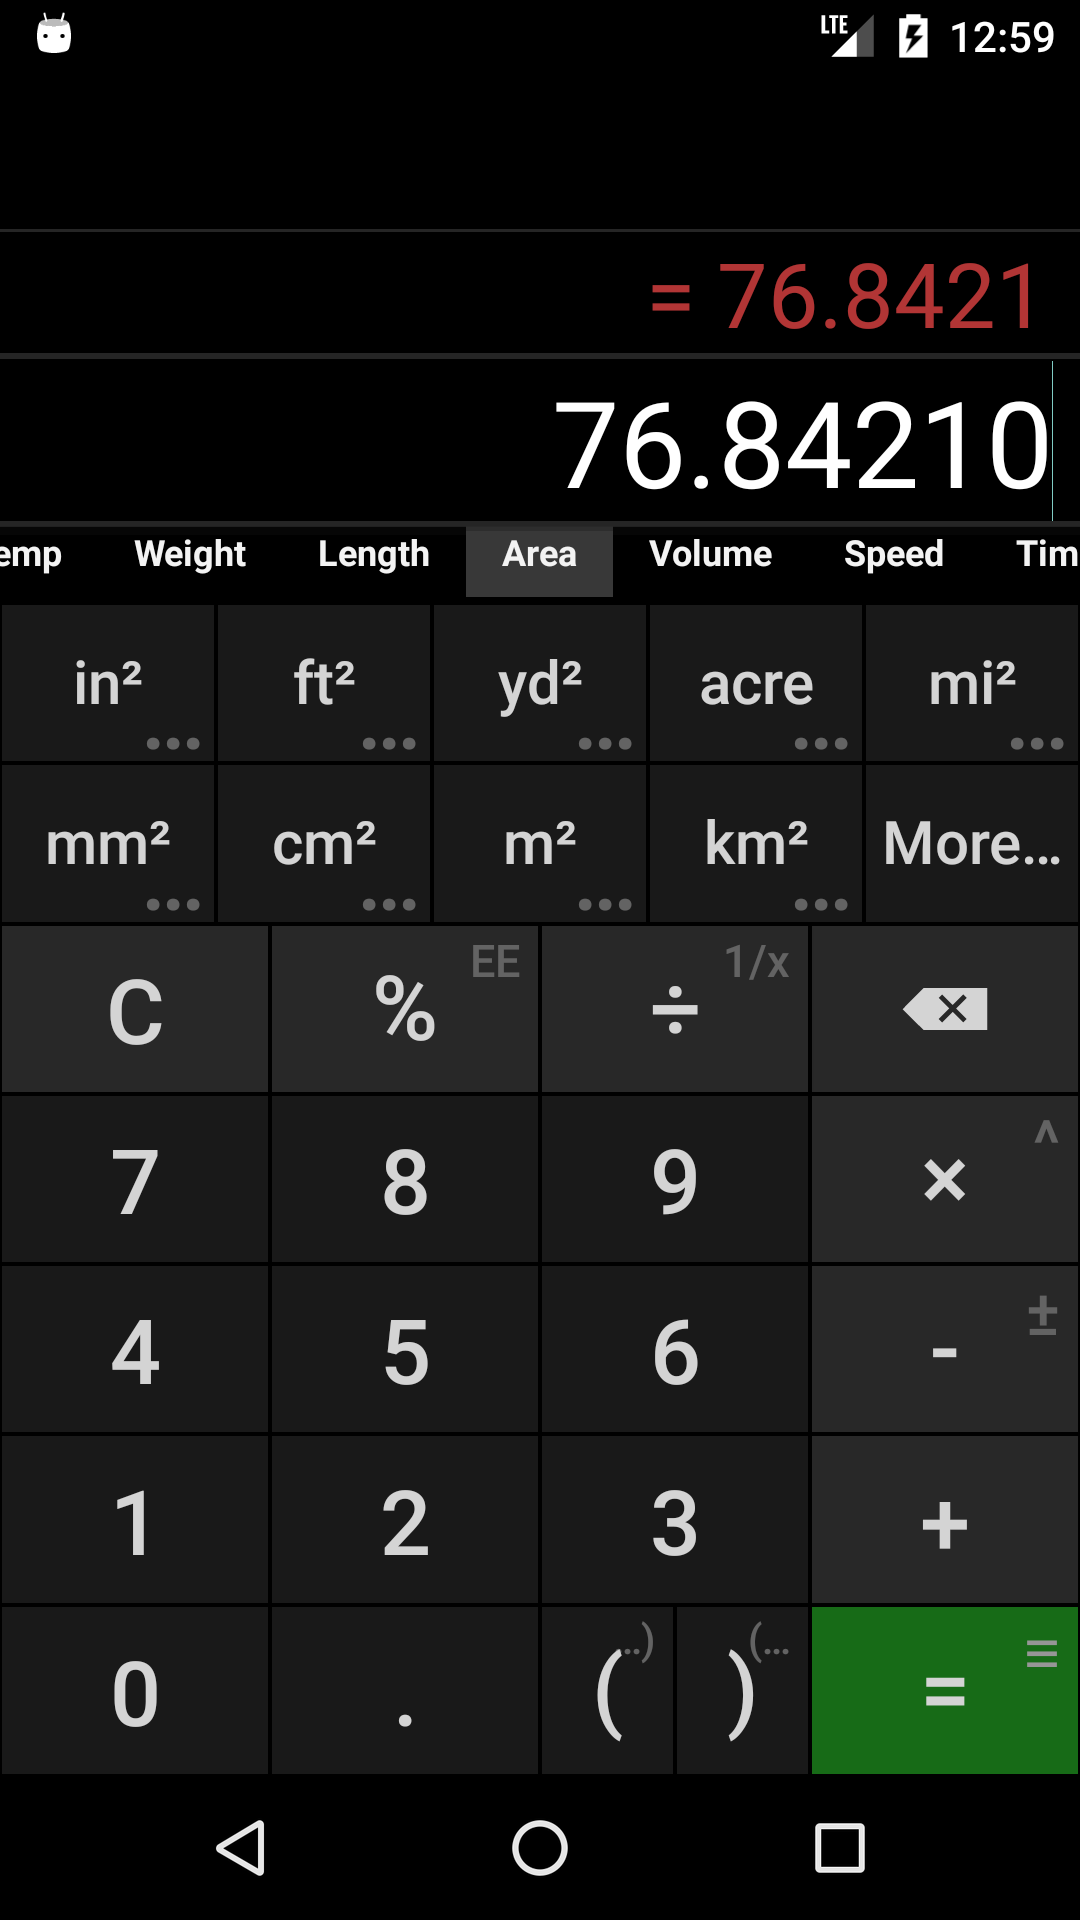 LTE 12:59
= 76.8421
76.84210
emp Weight Length Area Volume Speed Tim
in² ft² yd² acre mi²
mm² cm² m² km² More...
C % EE ÷ 1/x
7 8 9 × ^
4 5 6 - ±
1 2 3 +
0 . ( ..) ) (... =